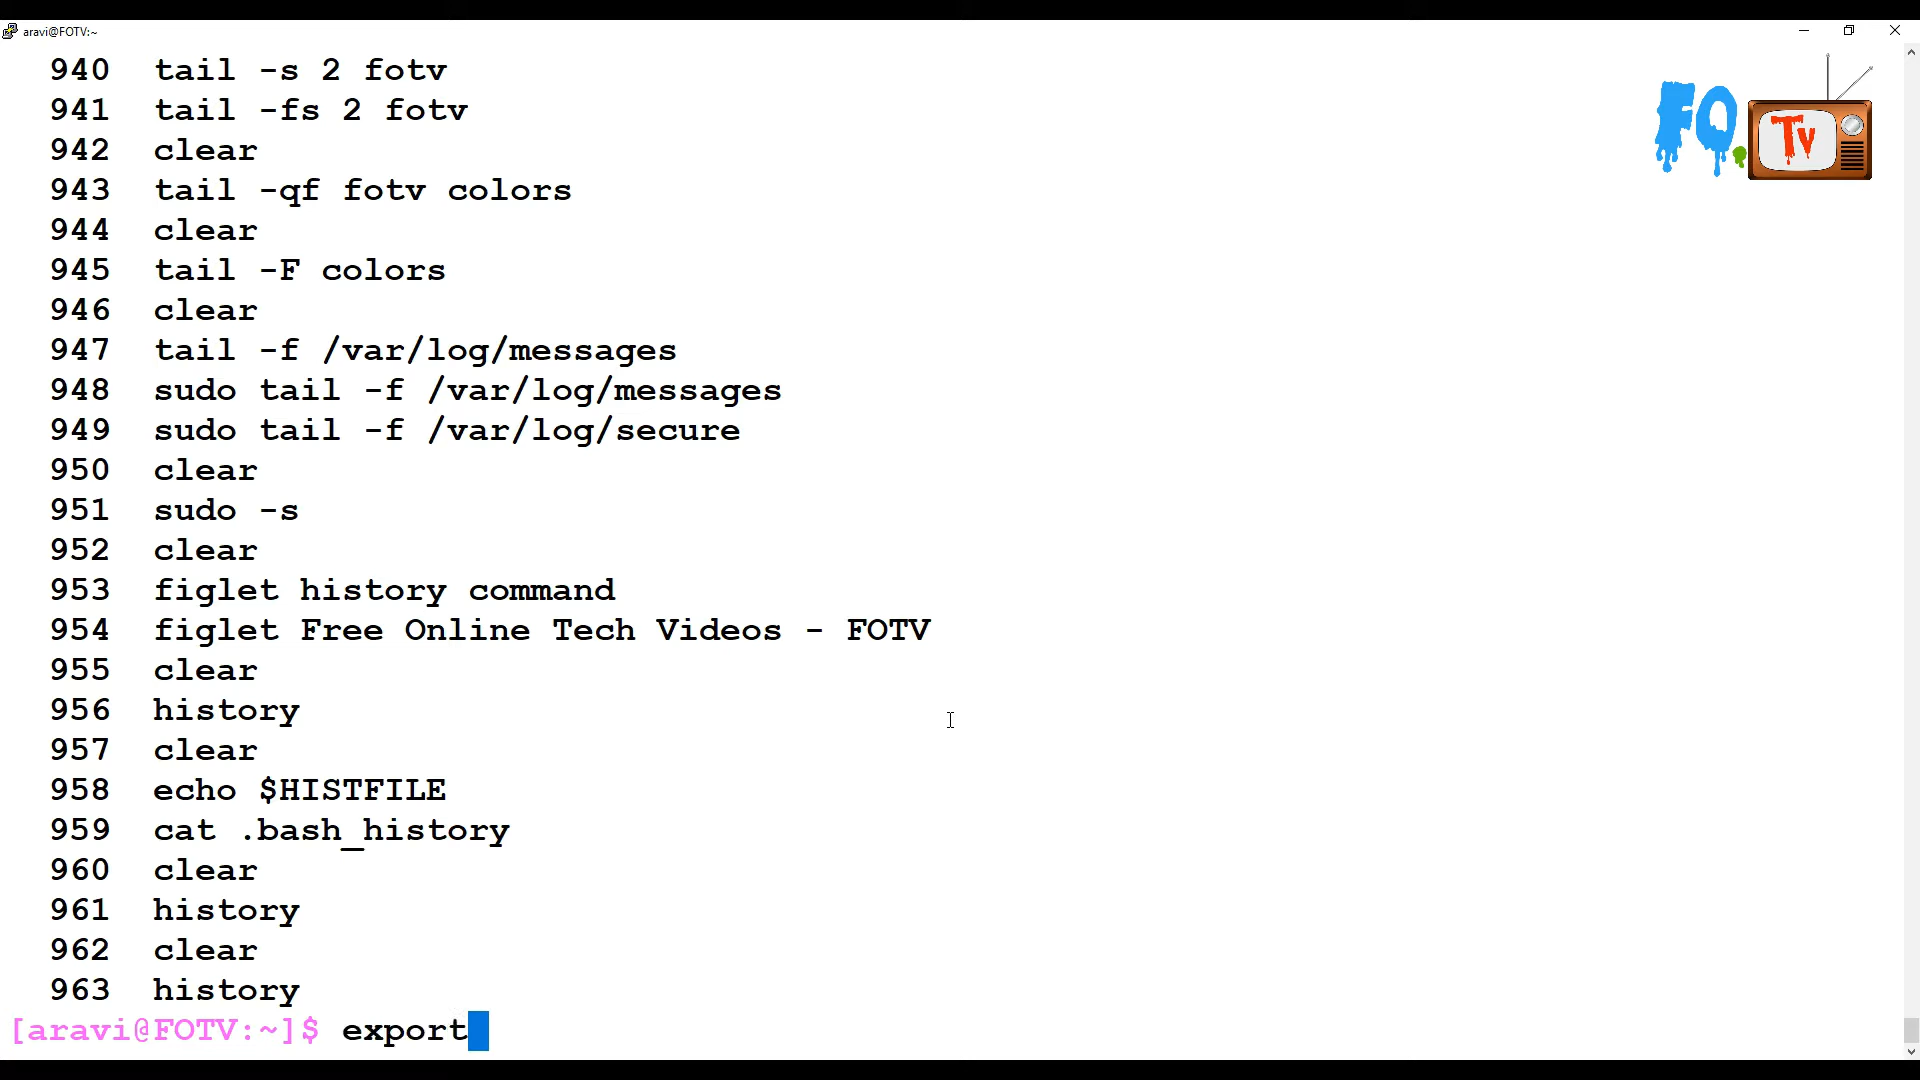 aravi@FOTV:~
940 tail -s 2 fotv
941 tail -fs 2 fotv
942 clear
943 tail -qf fotv colors
944 clear
945 tail -F colors
946 clear
947 tail -f /var/log/messages
948 sudo tail -f /var/log/messages
949 sudo tail -f /var/log/secure
950 clear
951 sudo -s
952 clear
953 figlet history command
954 figlet Free Online Tech Videos - FOTV
955 clear
956 history
957 clear
958 echo $HISTFILE
959 cat .bash_history
960 clear
961 history
962 clear
963 history
[aravi@FOTV:~]$ export
FO.Tv